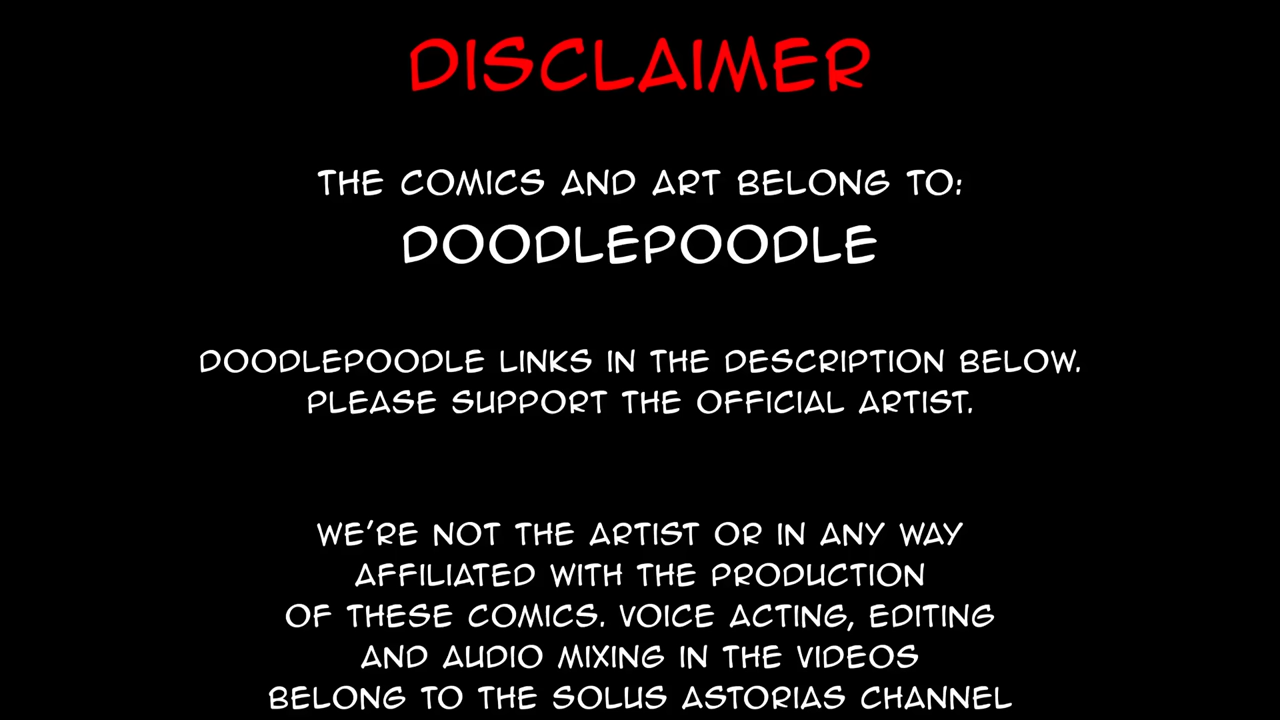 DISCLAIMER
THE COMICS AND ART BELONG TO:
DOODLEPOODLE
DOODLEPOODLE LINKS IN THE DESCRIPTION BELOW.
PLEASE SUPPORT THE OFFICIAL ARTIST.
WE'RE NOT THE ARTIST OR IN ANY WAY
AFFILIATED WITH THE PRODUCTION
OF THESE COMICS. VOICE ACTING, EDITING
AND AUDIO MIXING IN THE VIDEOS
BELONG TO THE SOLUS ASTORIAS CHANNEL